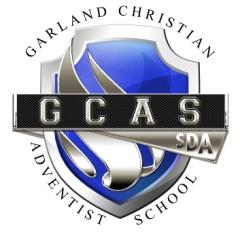 GARLAND CHRISTIAN
GCAS
SDA
ADVENTIST SCHOOL